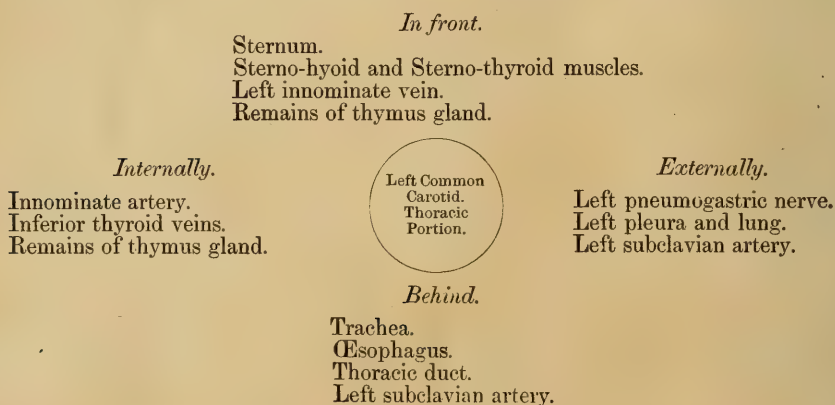 In front.
Sternum.
Sterno-hyoid and Sterno-thyroid muscles.
Left innominate vein.
Remains of thymus gland.
Internally.
Innominate artery.
Inferior thyroid veins.
Remains of thymus gland.
Left Common
Carotid.
Thoracic
Portion.
Externally.
Left pneumogastric nerve.
Left pleura and lung.
Left subclavian artery.
Behind.
Trachea.
Œsophagus.
Thoracic duct.
Left subclavian artery.